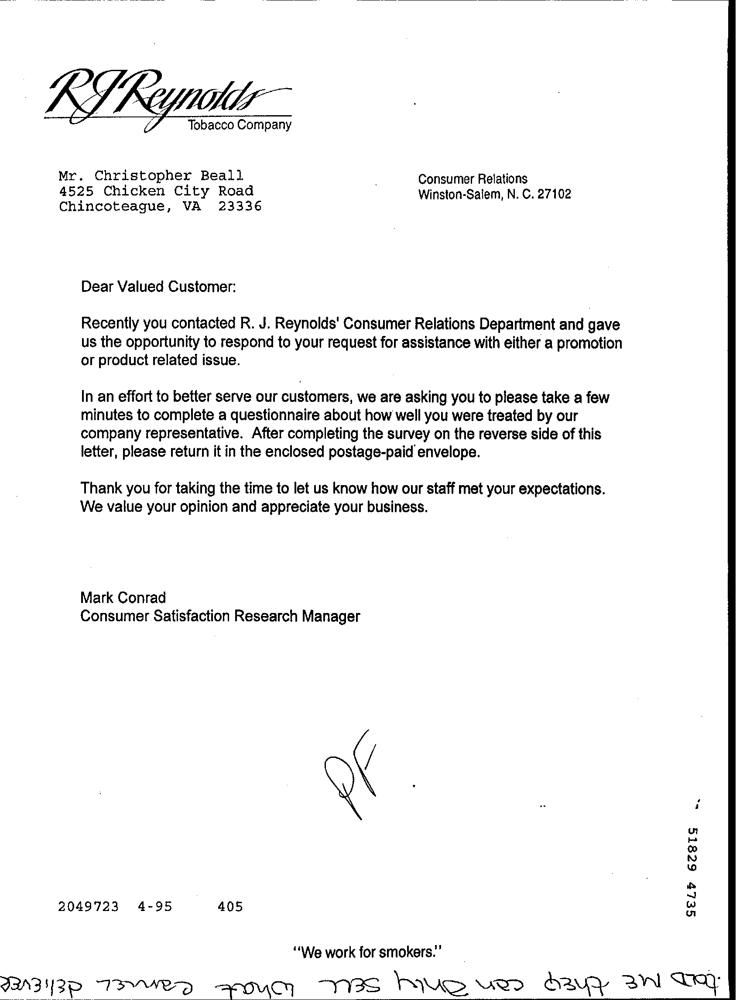 RJReynolds
Tobacco Company
Mr. Christopher Beall
4525 Chicken City Road
Chincoteague, VA 23336
Consumer Relations
Winston-Salem, N. C. 27102
Dear Valued Customer:
Recently you contacted R. J. Reynolds' Consumer Relations Department and gave
us the opportunity to respond to your request for assistance with either a promotion
or product related issue.
In an effort to better serve our customers, we are asking you to please take a few
minutes to complete a questionnaire about how well you were treated by our
company representative. After completing the survey on the reverse side of this
letter, please return it in the enclosed postage-paid envelope.
Thank you for taking the time to let us know how our staff met your expectations.
We value your opinion and appreciate your business.
Mark Conrad
Consumer Satisfaction Research Manager
PF
51829 4735
2049723 4-95 405
"We work for smokers."
ME they can Only sell